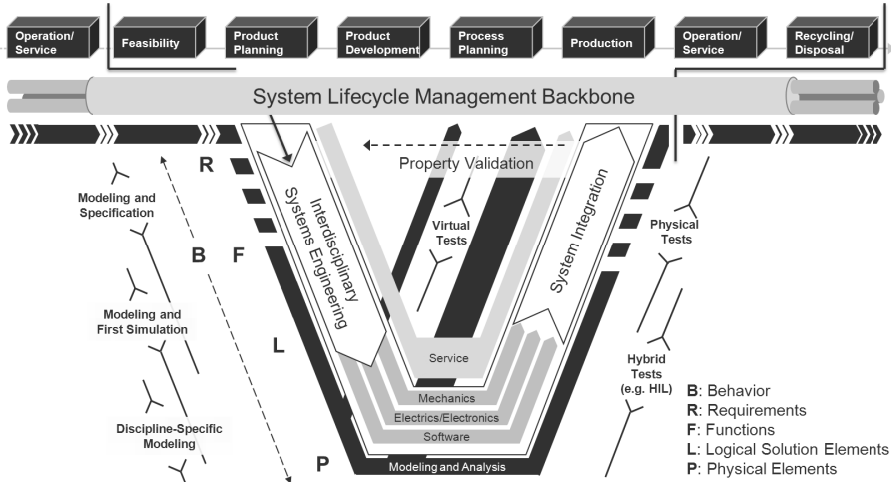 Operation/
Service
Feasibility
Product
Planning
Product
Development
Process
Planning
Production
Operation/
Service
Recycling/
Disposal
System Lifecycle Management Backbone
R
Property Validation
Modeling and
Specification
Interdisciplinary
Systems Engineering
Virtual
Tests
System Integration
Physical
Tests
B
F
Modeling and
First Simulation
L
Service
Hybrid
Tests
(e.g. HIL)
Mechanics
Electrics/Electronics
Software
Discipline-Specific
Modeling
P
Modeling and Analysis
B: Behavior
R: Requirements
F: Functions
L: Logical Solution Elements
P: Physical Elements